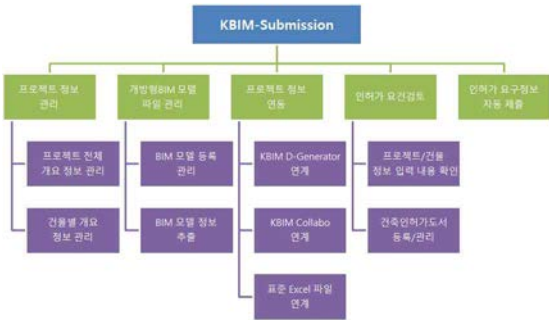 KBIM-Submission
프로젝트 정보
관리
개방형BIM 모델
파일 관리
프로젝트 정보
연동
인허가 요건검토
인허가 요구정보
자동 제출
프로젝트 전체
개요 정보 관리
BIM 모델 등록
관리
KBIM D-Generator
연계
프로젝트/건물
정보 입력 내용 확인
건물별 개요
정보 관리
BIM 모델 정보
추출
KBIM Collabo
연계
건축인허가도서
등록/관리
표준 Excel 파일
연계